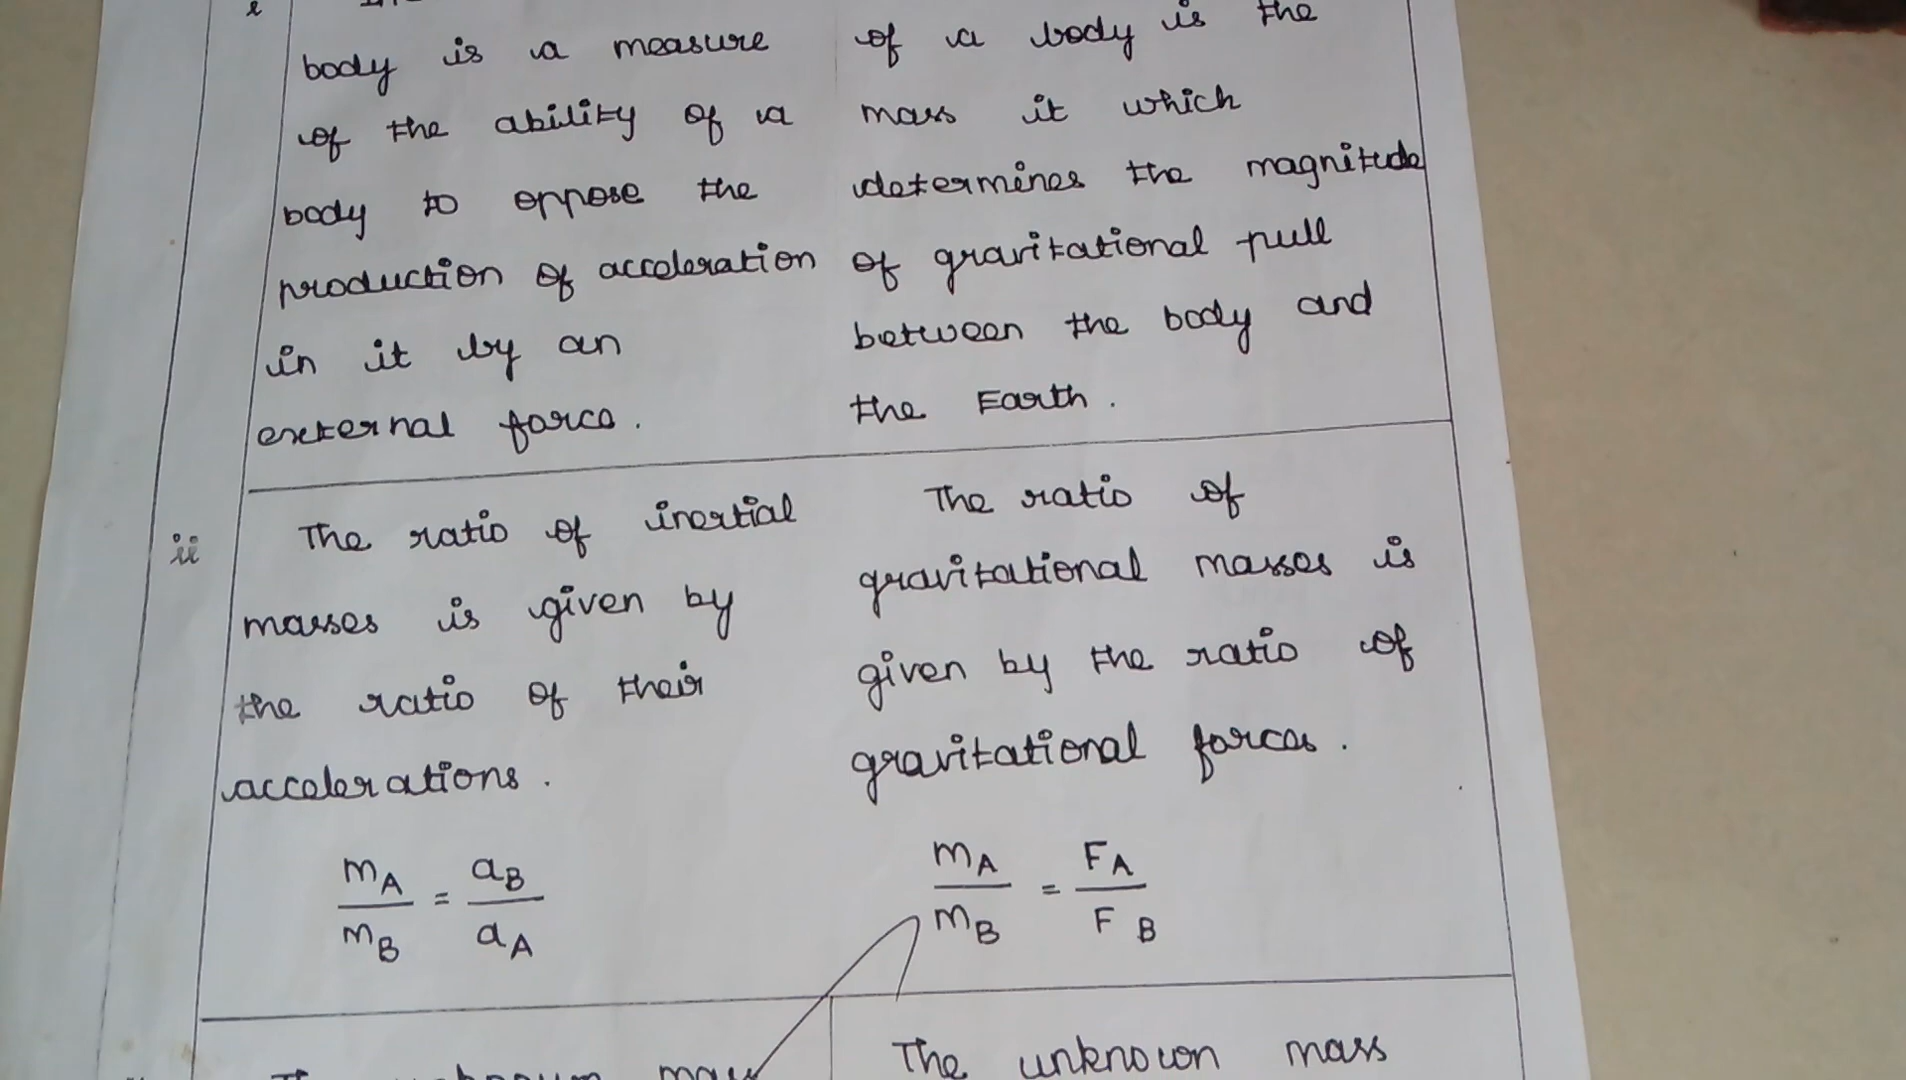 body is a measure
of the ability of a
body to oppose the
production of acceleration
in it by an
external force.
of a body is the
mass it which
determines the magnitude
of gravitational pull
between the body and
the Earth.
ii
The ratio of inertial
masses is given by
the ratio of their
accelerations.
mA/mB = aB/aA
The ratio of
gravitational masses is
given by the ratio of
gravitational forces.
mA/mB = FA/FB
The unknown mass